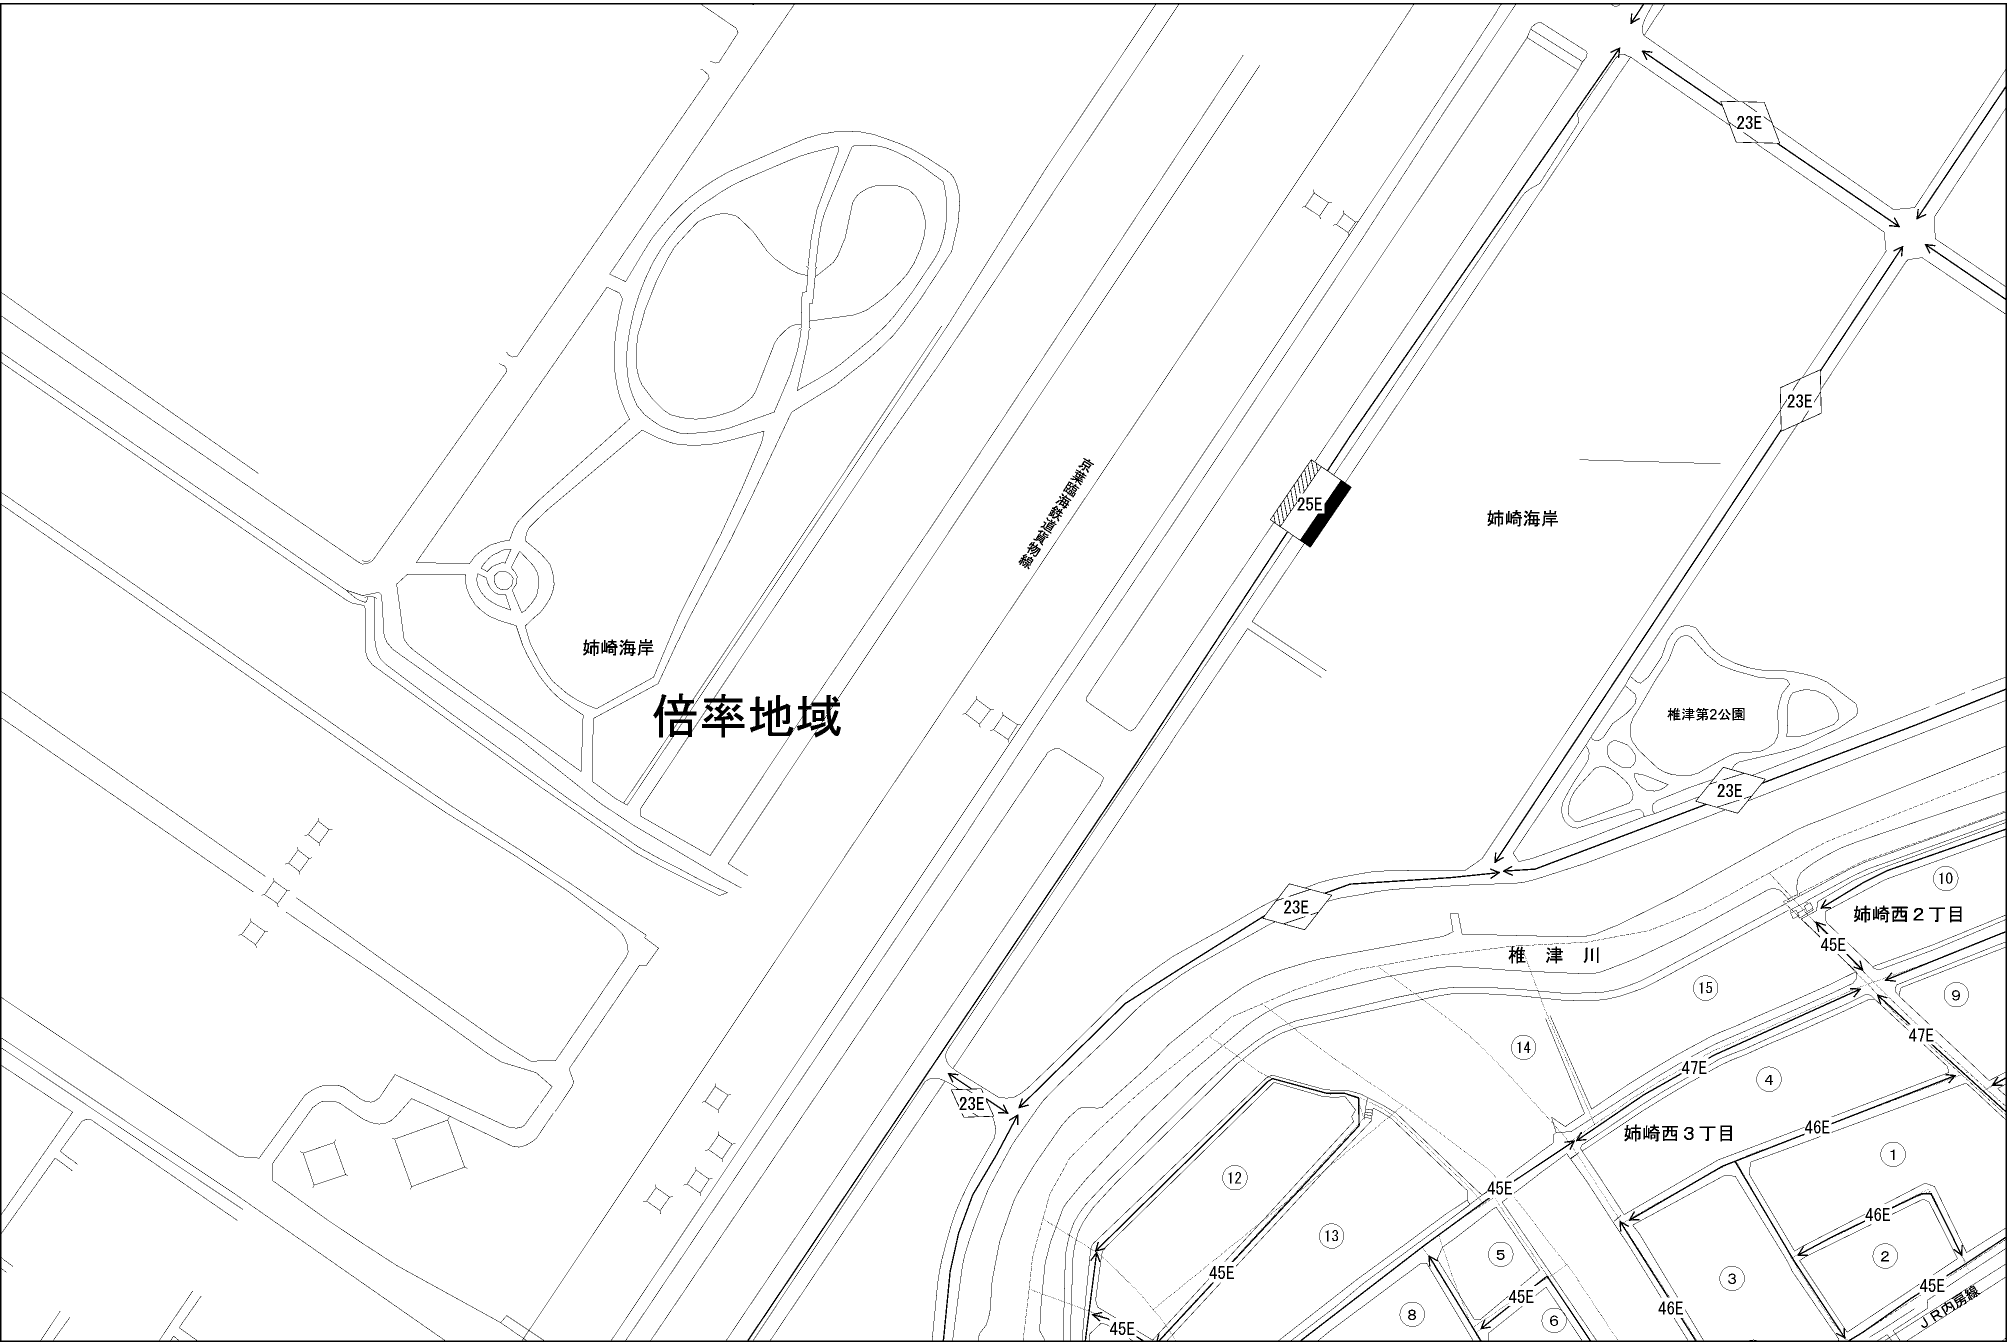 23E
23E
京葉臨海鉄道貨物線
25E
姉崎海岸
姉崎海岸
倍率地域
椎津第2公園
23E
23E
⑩
姉崎西2丁目
45E
椎津川
⑮
⑨
⑭
47E
47E
④
23E
姉崎西3丁目
46E
①
⑫
45E
46E
⑬
⑤
②
45E
③
45E
45E
46E
⑧
⑥
45E
JR内房線